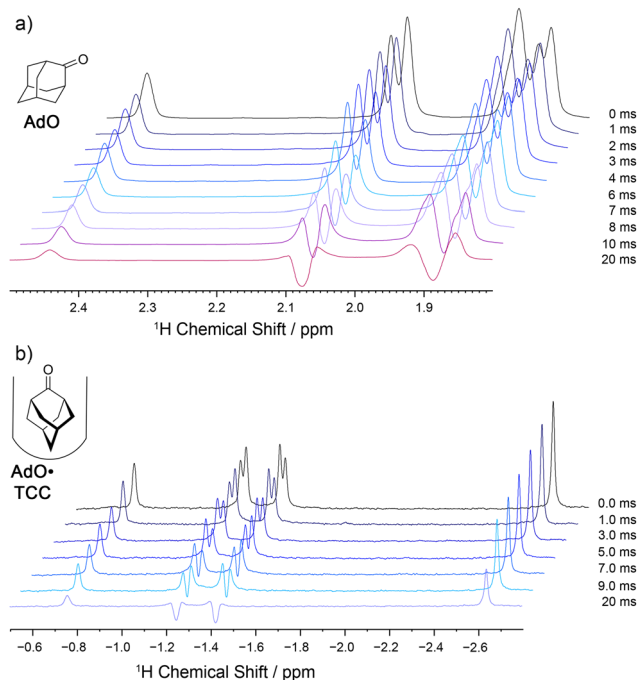 a)
O
AdO
0 ms
1 ms
2 ms
3 ms
4 ms
6 ms
7 ms
8 ms
10 ms
20 ms
2.4 2.3 2.1 2.0 1.9
¹H Chemical Shift / ppm
b)
O
AdO•
TCC
0.0 ms
1.0 ms
3.0 ms
5.0 ms
7.0 ms
9.0 ms
20 ms
−0.6 −0.8 −1.0 −1.2 −1.4 −1.6 −1.8 −2.0 −2.2 −2.4 −2.6
¹H Chemical Shift / ppm